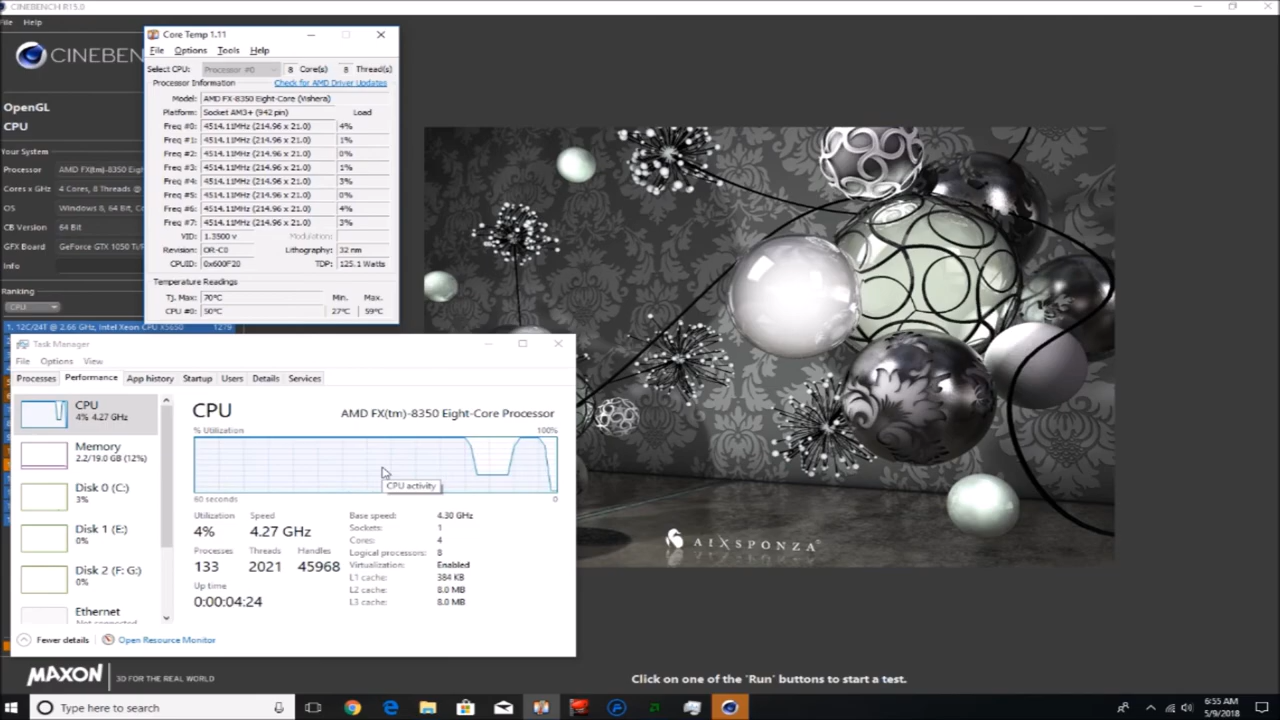 CINEBENCH R15.0
File Help
CINEBEN
OpenGL
CPU
Your System
Processor AMD FX(tm)-8350 Eight-Core
Cores x GHz 4 Cores, 8 Threads @
OS Windows 8, 64 Bit,
CB Version 64 Bit
GFX Board GeForce GTX 1050 Ti/
Info
Ranking
CPU
1. 12C/24T @ 2.66 GHz, Intel Xeon CPU X5650 1279
Core Temp 1.11
File Options Tools Help
Select CPU: Processor #0 8 Core(s) 8 Thread(s)
Processor Information Check for AMD Driver Updates
Model: AMD FX-8350 Eight-Core (Vishera)
Platform: Socket AM3+ (942 pin) Load
Freq #0: 4514.11MHz (214.96 x 21.0) 4%
Freq #1: 4514.11MHz (214.96 x 21.0) 1%
Freq #2: 4514.11MHz (214.96 x 21.0) 0%
Freq #3: 4514.11MHz (214.96 x 21.0) 1%
Freq #4: 4514.11MHz (214.96 x 21.0) 3%
Freq #5: 4514.11MHz (214.96 x 21.0) 0%
Freq #6: 4514.11MHz (214.96 x 21.0) 4%
Freq #7: 4514.11MHz (214.96 x 21.0) 3%
VID: 1.3500 v Modulation:
Revision: OR-C0 Lithography: 32 nm
CPUID: 0x600F20 TDP: 125.1 Watts
Temperature Readings
Tj. Max: 70°C Min. Max.
CPU #0: 50°C 27°C 59°C
Task Manager
File Options View
Processes Performance App history Startup Users Details Services
CPU
4% 4.27 GHz
Memory
2.2/19.0 GB (12%)
Disk 0 (C:)
3%
Disk 1 (E:)
0%
Disk 2 (F: G:)
0%
Ethernet
Not connected
CPU AMD FX(tm)-8350 Eight-Core Processor
% Utilization 100%
CPU activity
60 seconds 0
Utilization Speed
4% 4.27 GHz
Processes Threads Handles
133 2021 45968
Up time
0:00:04:24
Base speed: 4.30 GHz
Sockets: 1
Cores: 4
Logical processors: 8
Virtualization: Enabled
L1 cache: 384 KB
L2 cache: 8.0 MB
L3 cache: 8.0 MB
Fewer details Open Resource Monitor
AIXSPONZA
MAXON 3D FOR THE REAL WORLD
Click on one of the 'Run' buttons to start a test.
Type here to search
6:55 AM
5/9/2018